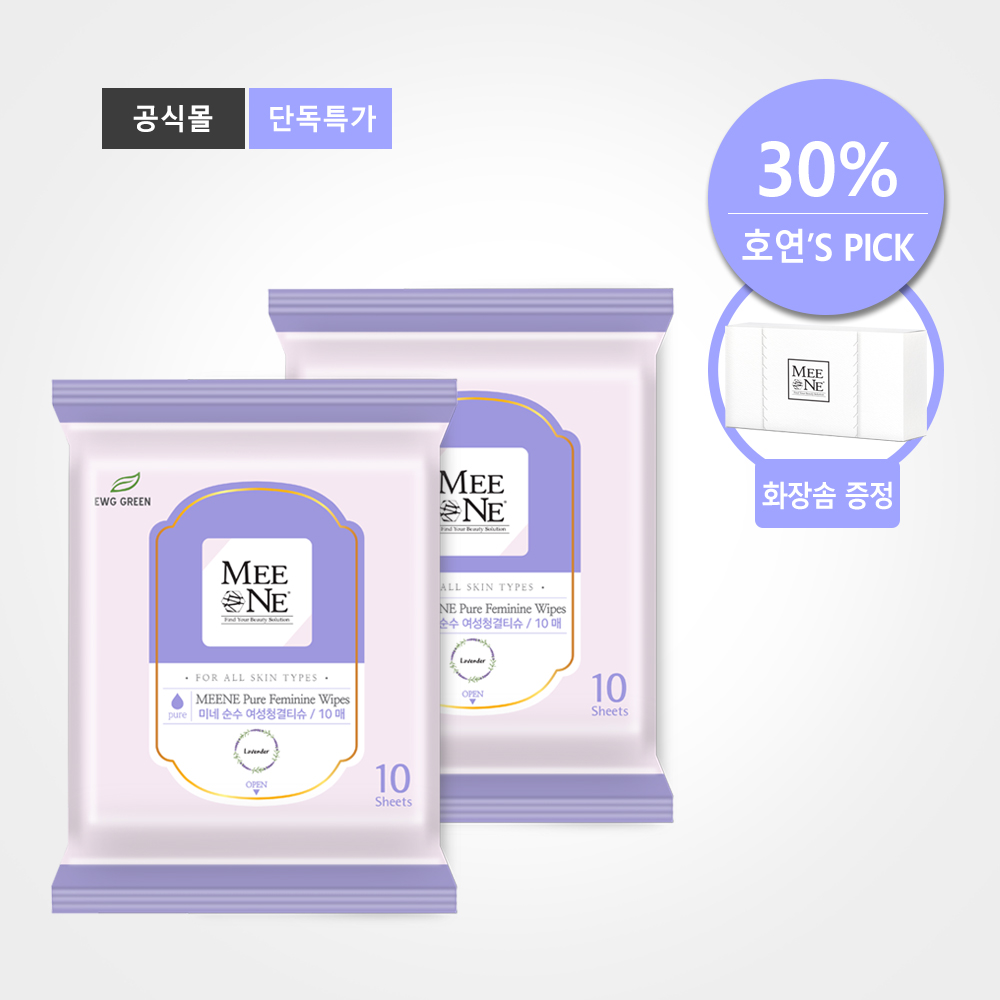 공식몰
단독특가
30%
호연'S PICK
MEE
NE
화장솜 증정
EWG GREEN
MEE
NE
Find Your Beauty Solution
· FOR ALL SKIN TYPES ·
pure
MEENE Pure Feminine Wipes
미네 순수 여성청결티슈 / 10 매
Lavender
OPEN
10
Sheets
MEE
NE
Find Your Beauty Solution
ALL SKIN TYPES ·
NE Pure Feminine Wipes
순수 여성청결티슈 / 10 매
Lavender
OPEN
10
Sheets